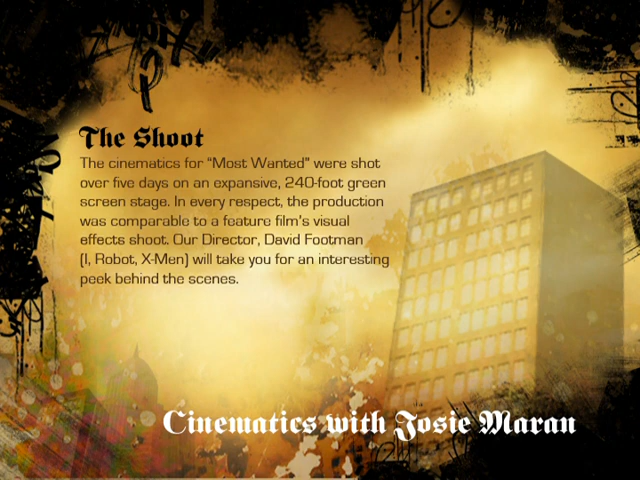 The Shoot
The cinematics for “Most Wanted” were shot
over five days on an expansive, 240-foot green
screen stage. In every respect, the production
was comparable to a feature film's visual
effects shoot. Our Director, David Footman
(I, Robot, X-Men) will take you for an interesting
peek behind the scenes.
Cinematics with Josie Maran